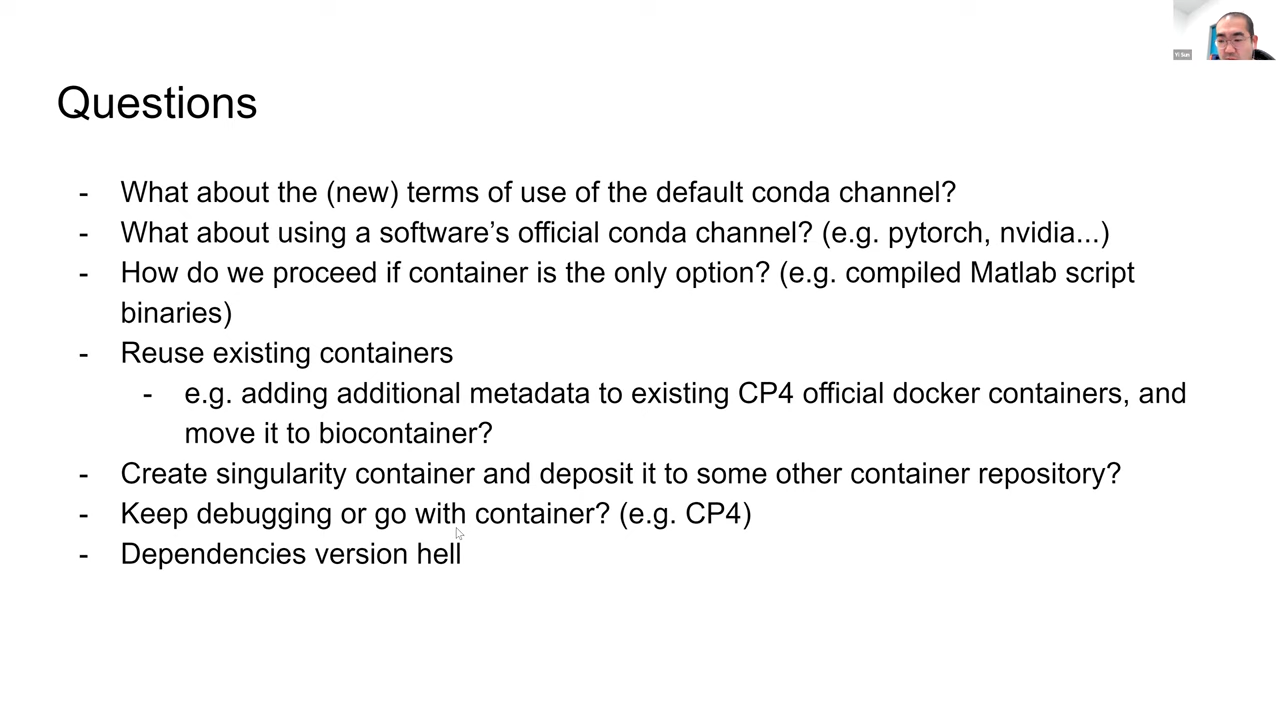 Yi Sun
Questions
- What about the (new) terms of use of the default conda channel?
- What about using a software’s official conda channel? (e.g. pytorch, nvidia...)
- How do we proceed if container is the only option? (e.g. compiled Matlab script
binaries)
- Reuse existing containers
- e.g. adding additional metadata to existing CP4 official docker containers, and
move it to biocontainer?
- Create singularity container and deposit it to some other container repository?
- Keep debugging or go with container? (e.g. CP4)
- Dependencies version hell